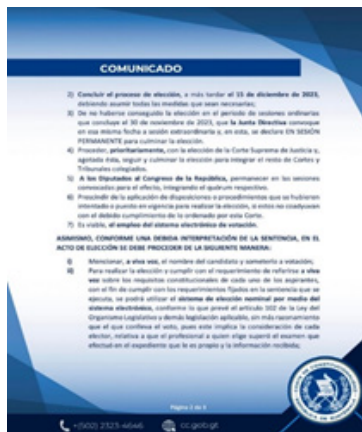 COMUNICADO
2) Concluir el proceso de elección, a más tardar el 15 de diciembre de 2023,
debiendo asumir todas las medidas que sean necesarias;
3) De no haberse conseguido la elección en el período de sesiones ordinarias
que concluye el 30 de noviembre de 2023, que la Junta Directiva convoque
en esa misma fecha a sesión extraordinaria y, en esta, se declare EN SESIÓN
PERMANENTE para culminar la elección.
4) Proceder, prioritariamente, con la elección de la Corte Suprema de Justicia y,
agotada ésta, seguir y culminar la elección para integrar el resto de Cortes y
Tribunales colegiados.
5) A los Diputados al Congreso de la República, permanecer en las sesiones
convocadas para el efecto, integrando el quórum respectivo.
6) Prescindir de la aplicación de disposiciones o procedimientos que se hubieren
intentado o puesto en vigencia para realizar la elección, si estos no coadyuvan
con el debido cumplimiento de lo ordenado por esta Corte.
7) Es viable, el empleo del sistema electrónico de votación.
ASIMISMO, CONFORME UNA DEBIDA INTERPRETACIÓN DE LA SENTENCIA, EN EL
ACTO DE ELECCIÓN SE DEBE PROCEDER DE LA SIGUIENTE MANERA:
i) Mencionar, a viva voz, el nombre del candidato y someterlo a votación;
ii) Para realizar la elección y cumplir con el requerimiento de referirse a viva
voz sobre los requisitos constitucionales de cada uno de los aspirantes,
con el fin de cumplir con los requerimientos fijados en la sentencia que se
ejecuta, se podrá utilizar el sistema de elección nominal por medio del
sistema electrónico, conforme lo que prevé el artículo 102 de la Ley del
Organismo Legislativo y demás legislación aplicable, sin más razonamiento
que el que conlleva el voto, pues este implica la consideración de cada
elector, relativa a que el profesional a quien elige superó el examen que
efectuó en el expediente que le es propio y la información recibida;
Página 2 de 3
+(502) 2323-4646 cc.gob.gt